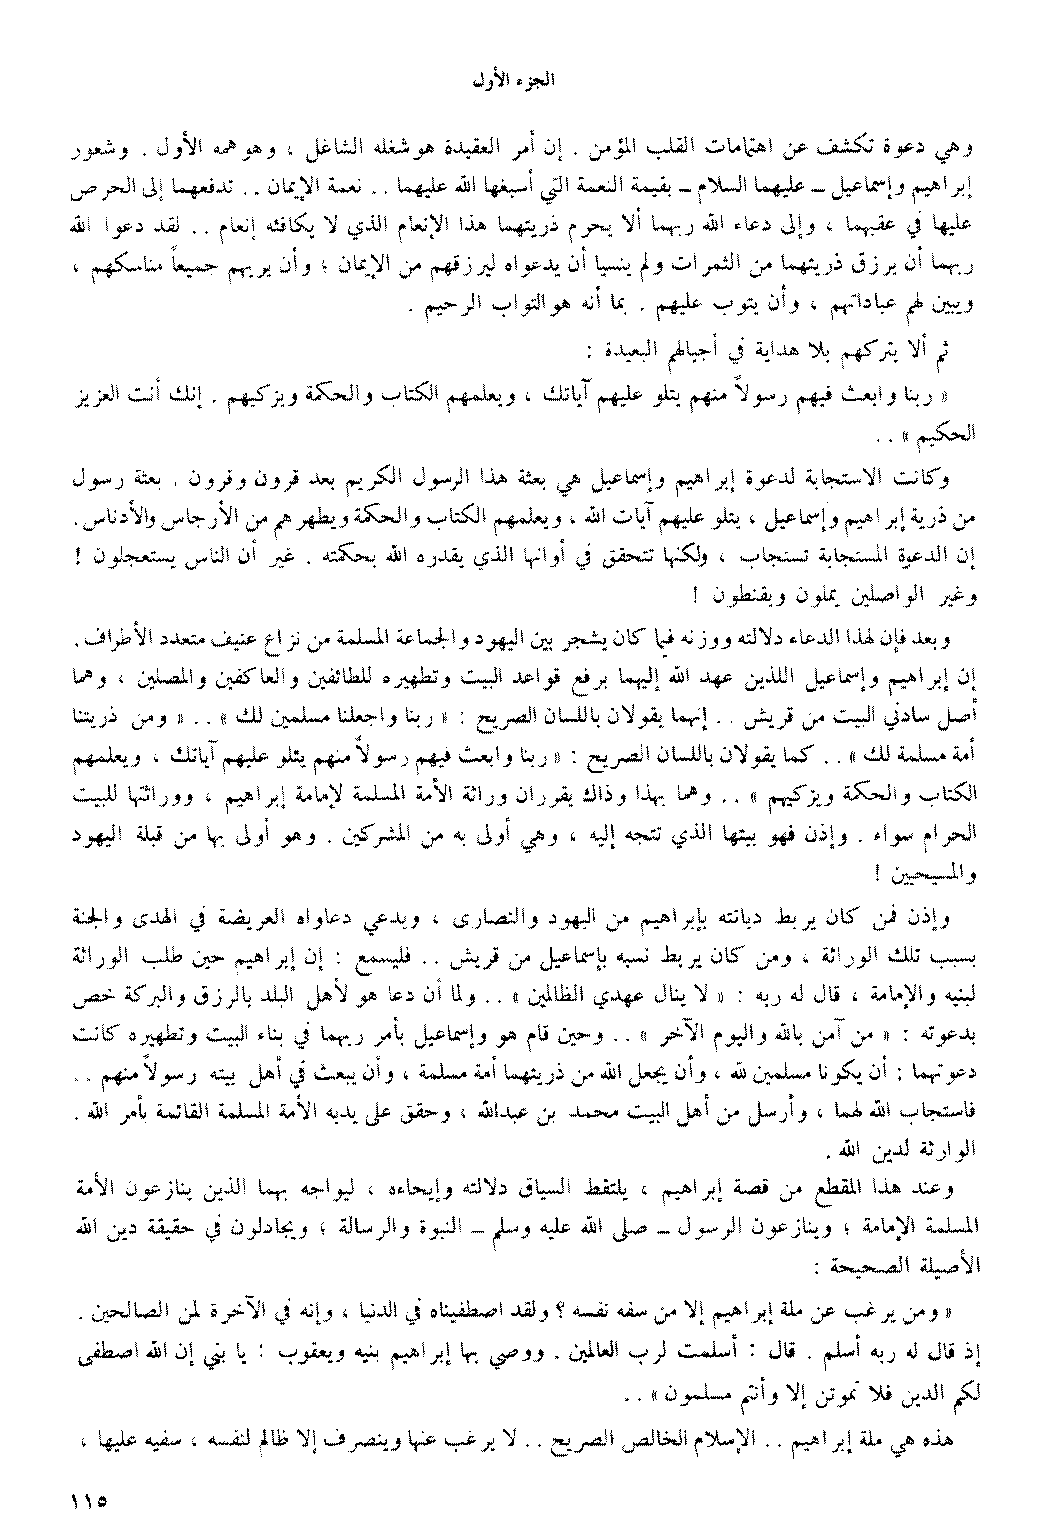 الجزء الأول
وهي دعوة تكشف عن اهتمامات القلب المؤمن . إن أمر العقيدة هو شغله الشاغل ، وهو همه الأول . وشعور
إبراهيم وإسماعيل – عليهما السلام – بقيمة النعمة التي أسبغها الله عليهما .. نعمة الإيمان .. تدفعهما إلى الحرص
عليها في عقبهما ، وإلى دعاء الله ربهما ألا يحرم ذريتهما هذا الإنعام الذي لا يكافئه إنعام .. لقد دعوا الله
ربهما أن يرزق ذريتهما من الثمرات ولم ينسيا أن يدعواه ليرزقهم من الإيمان ؛ وأن يريهم جميعاً مناسكهم ،
ويبين لهم عباداتهم ، وأن يتوب عليهم . بما أنه هو التواب الرحيم .
ثم ألا يتركهم بلا هداية في أجيالهم البعيدة :
« ربنا وابعث فيهم رسولاً منهم يتلو عليهم آياتك ، ويعلمهم الكتاب والحكمة ويزكيهم . إنك أنت العزيز
الحكيم » ..
وكانت الاستجابة لدعوة إبراهيم وإسماعيل هي بعثة هذا الرسول الكريم بعد قرون وقرون . بعثة رسول
من ذرية إبراهيم وإسماعيل ، يتلو عليهم آيات الله ، ويعلمهم الكتاب والحكمة ويطهرهم من الأرجاس والأدناس.
إن الدعوة المستجابة تستجاب ، ولكنها تتحقق في أوانها الذي يقدره الله بحكمته . غير أن الناس يستعجلون !
وغير الواصلين يملون ويقنطون !
وبعد فإن لهذا الدعاء دلالته ووزنه فيما كان يشجر بين اليهود والجماعة المسلمة من نزاع عنيف متعدد الأطراف.
إن إبراهيم وإسماعيل اللذين عهد الله إليهما برفع قواعد البيت وتطهيره للطائفين والعاكفين والمصلين ، وهما
أصل سادني البيت من قريش .. إنهما يقولان باللسان الصريح : « ربنا واجعلنا مسلمين لك » .. « ومن ذريتنا
أمة مسلمة لك » .. كما يقولان باللسان الصريح : « ربنا وابعث فيهم رسولاً منهم يتلو عليهم آياتك ، ويعلمهم
الكتاب والحكمة ويزكيهم » .. وهما بهذا وذاك يقرران وراثة الأمة المسلمة لإمامة إبراهيم ، ووراثتها للبيت
الحرام سواء . وإذن فهو بيتها الذي تتجه إليه ، وهي أولى به من المشركين . وهو أولى بها من قبلة اليهود
والمسيحيين !
وإذن فمن كان يربط ديانته بإبراهيم من اليهود والنصارى ، ويدعي دعاواه العريضة في الهدى والجنة
بسبب تلك الوراثة ، ومن كان يربط نسبه بإسماعيل من قريش .. فليسمع : إن إبراهيم حين طلب الوراثة
لبنيه والإمامة ، قال له ربه : « لا ينال عهدي الظالمين » .. ولما أن دعا هو لأهل البلد بالرزق والبركة خص
بدعوته : « من آمن بالله واليوم الآخر » .. وحين قام هو وإسماعيل بأمر ربهما في بناء البيت وتطهيره كانت
دعوتهما : أن يكونا مسلمين لله ، وأن يجعل الله من ذريتهما أمة مسلمة ، وأن يبعث في أهل بيته رسولاً منهم ..
فاستجاب الله لهما ، وأرسل من أهل البيت محمد بن عبدالله ، وحقق على يديه الأمة المسلمة القائمة بأمر الله .
الوارثة لدين الله .
وعند هذا المقطع من قصة إبراهيم ، يلتقط السياق دلالته وإيحاءه ، ليواجه بهما الذين ينازعون الأمة
المسلمة الإمامة ؛ وينازعون الرسول – صلى الله عليه وسلم – النبوة والرسالة ؛ ويجادلون في حقيقة دين الله
الأصيلة الصحيحة :
« ومن يرغب عن ملة إبراهيم إلا من سفه نفسه ؟ ولقد اصطفيناه في الدنيا ، وإنه في الآخرة لمن الصالحين .
إذ قال له ربه أسلم . قال : أسلمت لرب العالمين . ووصى بها إبراهيم بنيه ويعقوب : يا بني إن الله اصطفى
لكم الدين فلا تموتن إلا وأنتم مسلمون » ..
هذه هي ملة إبراهيم .. الإسلام الخالص الصريح .. لا يرغب عنها وينصرف إلا ظالم لنفسه ، سفيه عليها ،
١١٥